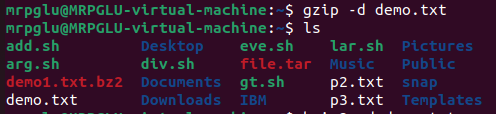 mrpglu@MRPGLU-virtual-machine:~$ gzip -d demo.txt
mrpglu@MRPGLU-virtual-machine:~$ ls
add.sh Desktop eve.sh lar.sh Pictures
arg.sh div.sh file.tar Music Public
demo1.txt.bz2 Documents gt.sh p2.txt snap
demo.txt Downloads IBM p3.txt Templates